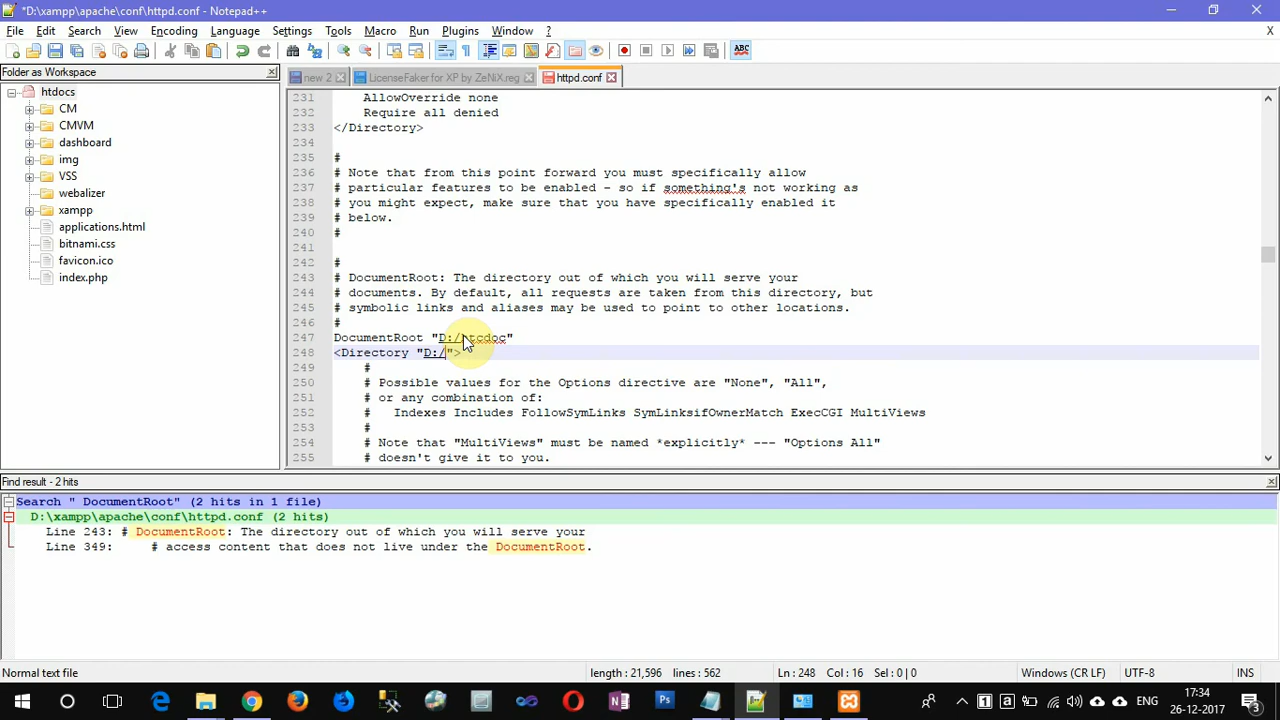 *D:\xampp\apache\conf\httpd.conf - Notepad++
File Edit Search View Encoding Language Settings Tools Macro Run Plugins Window ?
X
ABC
Folder as Workspace
new 2
LicenseFaker for XP by ZeNiX.reg
httpd.conf
htdocs
CM
CMVM
dashboard
img
VSS
webalizer
xampp
applications.html
bitnami.css
favicon.ico
index.php
231 AllowOverride none
232 Require all denied
233 </Directory>
234
235 #
236 # Note that from this point forward you must specifically allow
237 # particular features to be enabled - so if something's not working as
238 # you might expect, make sure that you have specifically enabled it
239 # below.
240 #
241
242 #
243 # DocumentRoot: The directory out of which you will serve your
244 # documents. By default, all requests are taken from this directory, but
245 # symbolic links and aliases may be used to point to other locations.
246 #
247 DocumentRoot
248 <Directory "D:/">
249 #
250 # Possible values for the Options directive are "None", "All",
251 # or any combination of:
252 # Indexes Includes FollowSymLinks SymLinksifOwnerMatch ExecCGI MultiViews
253 #
254 # Note that "MultiViews" must be named *explicitly* --- "Options All"
255 # doesn't give it to you.
Find result - 2 hits
Search " DocumentRoot" (2 hits in 1 file)
D:\xampp\apache\conf\httpd.conf (2 hits)
Line 243: # DocumentRoot: The directory out of which you will serve your
Line 349: # access content that does not live under the DocumentRoot.
Normal text file
length : 21,596 lines : 562
Ln : 248 Col : 16 Sel : 0 | 0
Windows (CR LF)
UTF-8
INS
Ps
ENG
17:34
26-12-2017
3